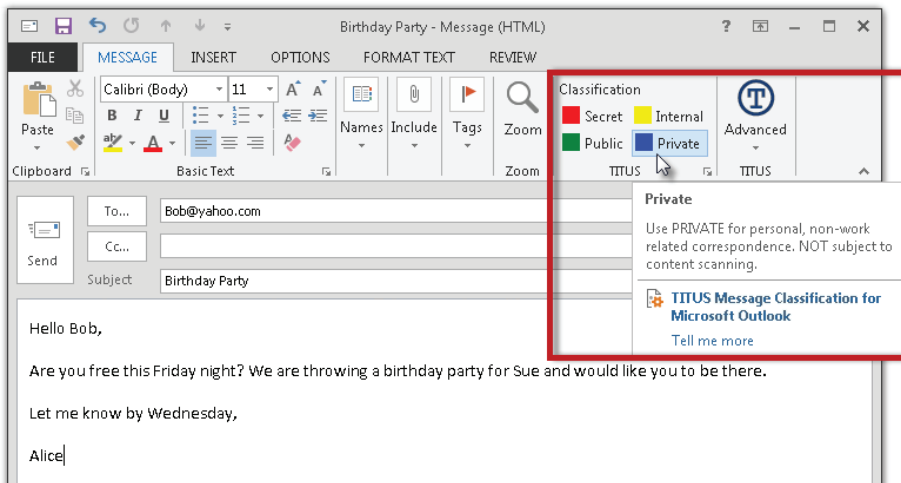 Birthday Party - Message (HTML)
?
FILE MESSAGE INSERT OPTIONS FORMAT TEXT REVIEW
Paste
Clipboard
Calibri (Body) 11 A A
B I U
aby A
Basic Text
Names Include Tags
Zoom
Zoom
Classification
Secret Internal
Public Private
TITUS
T
Advanced
TITUS
Send
To... Bob@yahoo.com
Cc...
Subject Birthday Party
Private
Use PRIVATE for personal, non-work
related correspondence. NOT subject to
content scanning.
TITUS Message Classification for
Microsoft Outlook
Tell me more
Hello Bob,
Are you free this Friday night? We are throwing a birthday party for Sue and would like you to be there.
Let me know by Wednesday,
Alice